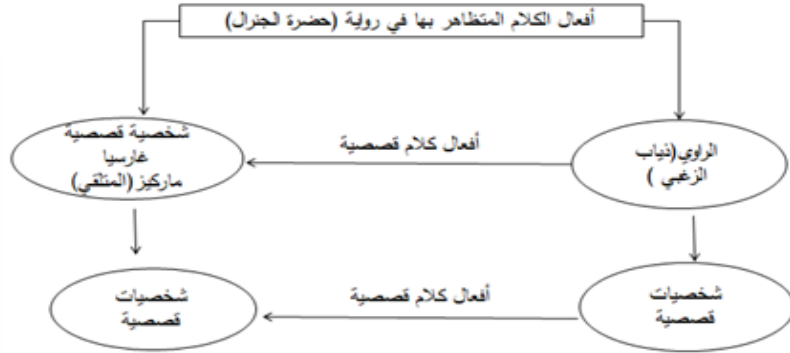 أفعال الكلام المتظاهر بها في رواية (حضرة الجنرال)
الراوي(ذياب
الزغبي )
أفعال كلام قصصية
شخصية قصصية
غارسيا
ماركيز(المتلقي)
شخصيات
قصصية
أفعال كلام قصصية
شخصيات
قصصية